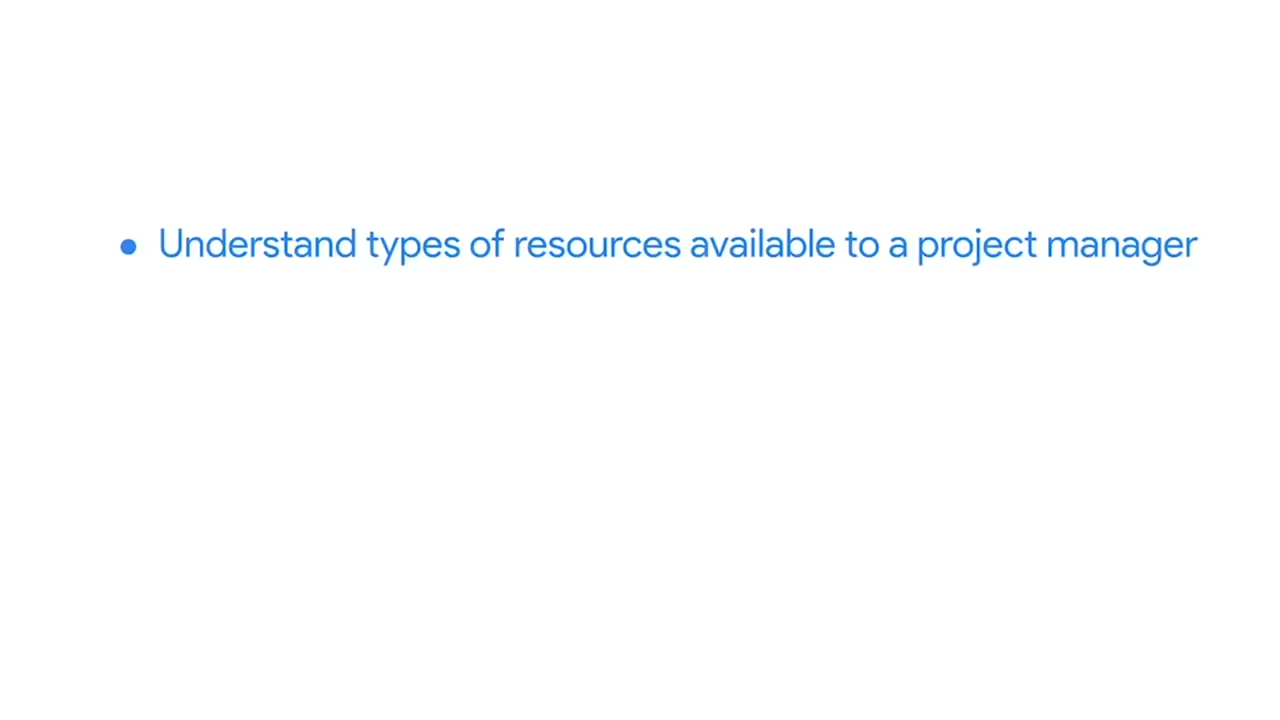 ● Understand types of resources available to a project manager